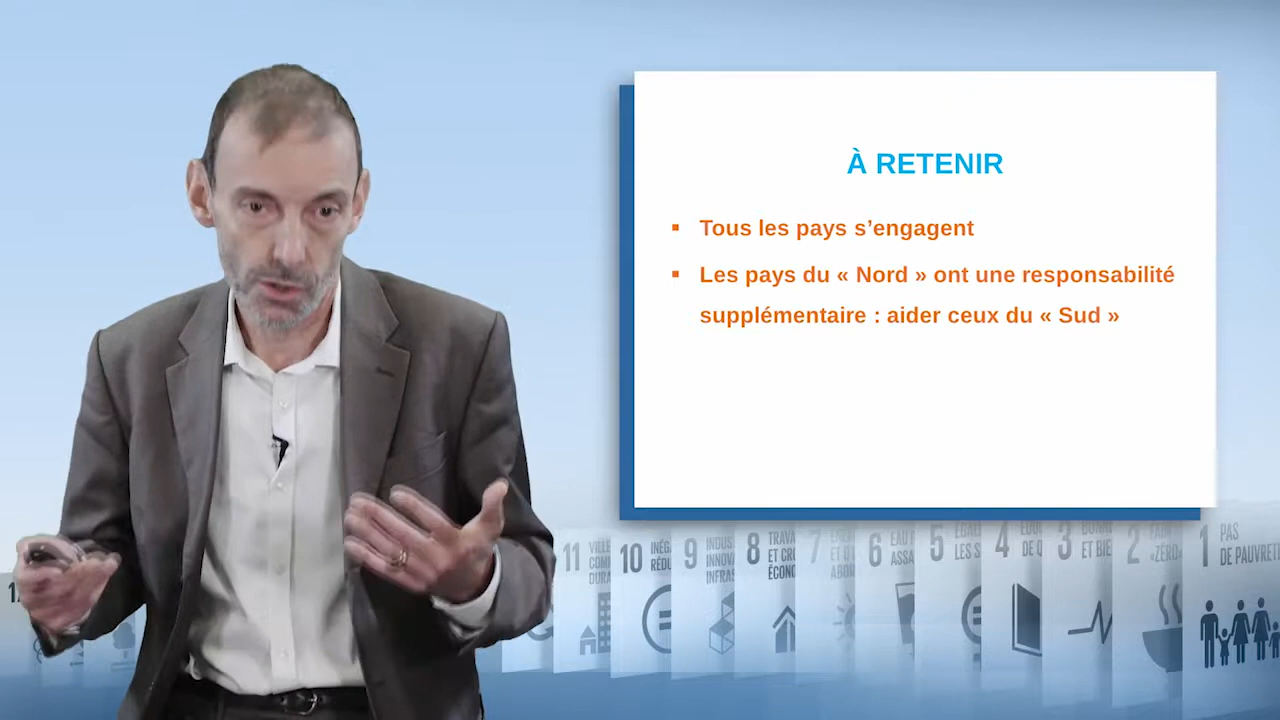 À RETENIR
▪ Tous les pays s’engagent
▪ Les pays du « Nord » ont une responsabilité
supplémentaire : aider ceux du « Sud »
11
10
9
8
7
6
5
4
3
2
1 PAS
DE PAUVRETÉ